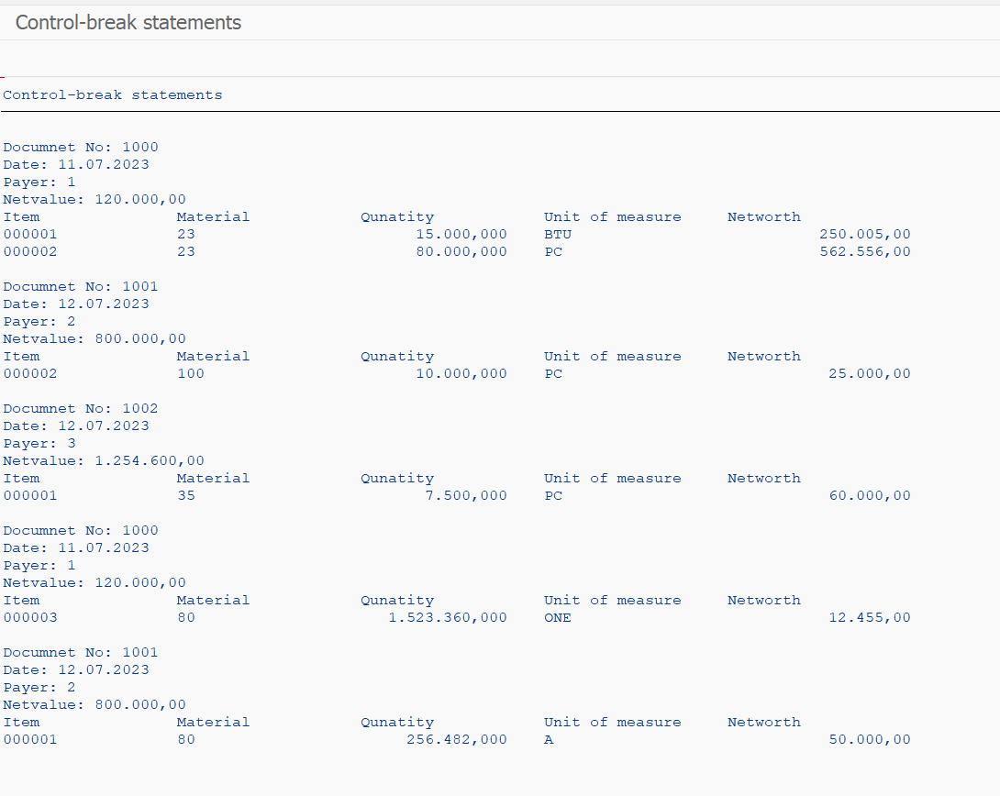 Control-break statements
Control-break statements
Documnet No: 1000
Date: 11.07.2023
Payer: 1
Netvalue: 120.000,00
Item Material Qunatity Unit of measure Networth
000001 23 15.000,000 BTU 250.005,00
000002 23 80.000,000 PC 562.556,00
Documnet No: 1001
Date: 12.07.2023
Payer: 2
Netvalue: 800.000,00
Item Material Qunatity Unit of measure Networth
000002 100 10.000,000 PC 25.000,00
Documnet No: 1002
Date: 12.07.2023
Payer: 3
Netvalue: 1.254.600,00
Item Material Qunatity Unit of measure Networth
000001 35 7.500,000 PC 60.000,00
Documnet No: 1000
Date: 11.07.2023
Payer: 1
Netvalue: 120.000,00
Item Material Qunatity Unit of measure Networth
000003 80 1.523.360,000 ONE 12.455,00
Documnet No: 1001
Date: 12.07.2023
Payer: 2
Netvalue: 800.000,00
Item Material Qunatity Unit of measure Networth
000001 80 256.482,000 A 50.000,00